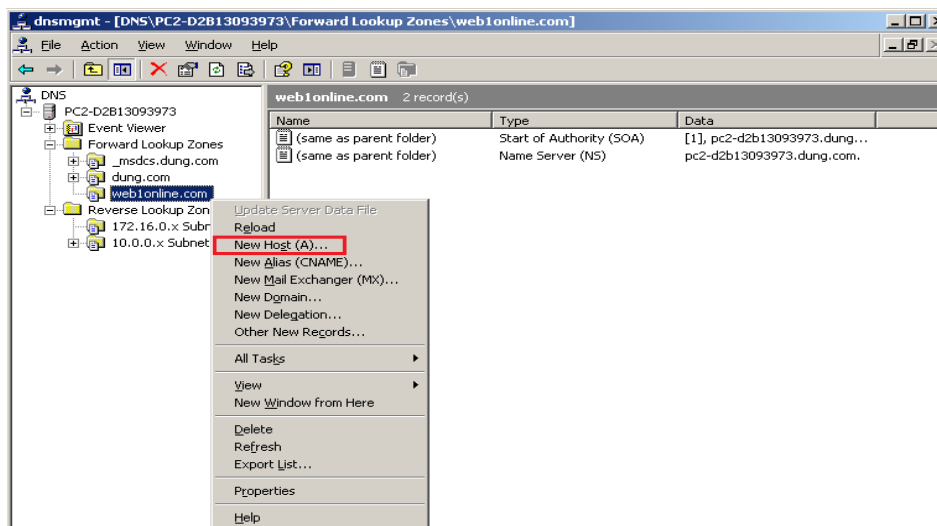 dnsmgmt - [DNS\PC2-D2B13093973\Forward Lookup Zones\web1online.com]
File Action View Window Help
DNS
PC2-D2B13093973
Event Viewer
Forward Lookup Zones
_msdcs.dung.com
dung.com
web1online.com
Reverse Lookup Zon
172.16.0.x Subr
10.0.0.x Subnet
web1online.com 2 record(s)
Name Type Data
(same as parent folder) Start of Authority (SOA) [1], pc2-d2b13093973.dung...
(same as parent folder) Name Server (NS) pc2-d2b13093973.dung.com.
Update Server Data File
Reload
New Host (A)...
New Alias (CNAME)...
New Mail Exchanger (MX)...
New Domain...
New Delegation...
Other New Records...
All Tasks
View
New Window from Here
Delete
Refresh
Export List...
Properties
Help